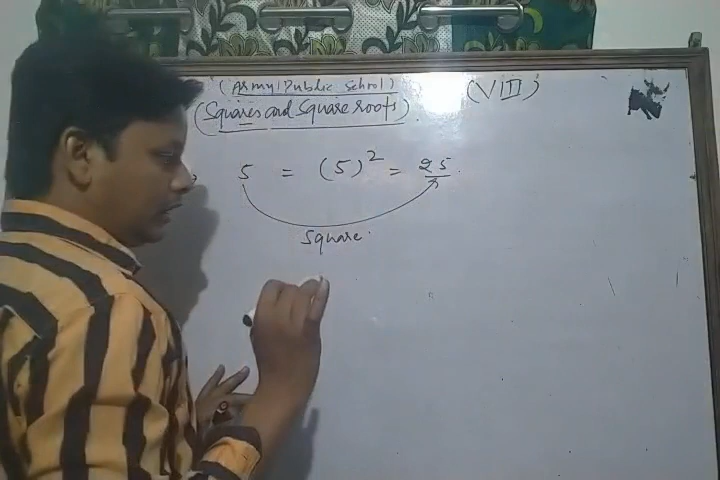 (Army Public School) (VIII)
(Squares and Square roots)
5 = (5)² = 25.
Square.